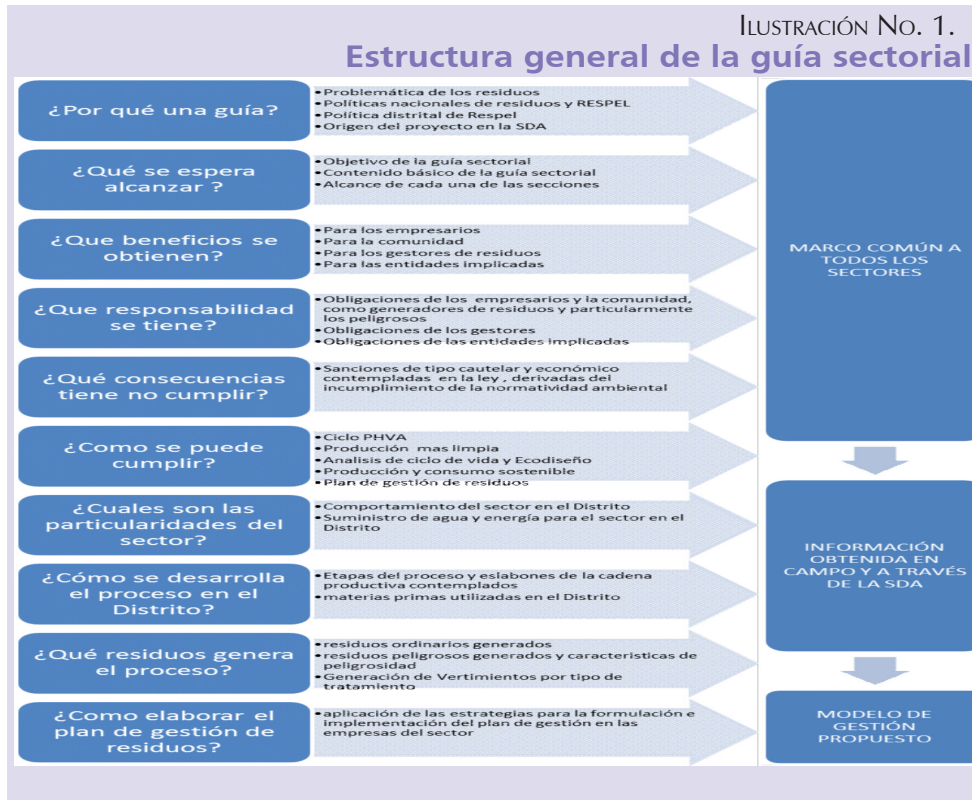 ILUSTRACIÓN NO. 1.
Estructura general de la guía sectorial
¿Por qué una guía?
•Problemática de los residuos
•Políticas nacionales de residuos y RESPEL
•Política distrital de Respel
•Origen del proyecto en la SDA
¿Qué se espera
alcanzar ?
•Objetivo de la guía sectorial
•Contenido básico de la guía sectorial
•Alcance de cada una de las secciones
¿Que beneficios se
obtienen?
•Para los empresarios
•Para la comunidad
•Para los gestores de residuos
•Para las entidades implicadas
¿Que responsabilidad
se tiene?
•Obligaciones de los empresarios y la comunidad,
como generadores de residuos y particularmente
los peligrosos
•Obligaciones de los gestores
•Obligaciones de las entidades implicadas
¿Qué consecuencias
tiene no cumplir?
•Sanciones de tipo cautelar y económico
contempladas en la ley , derivadas del
incumplimiento de la normatividad ambiental
¿Como se puede
cumplir?
•Ciclo PHVA
•Producción mas limpia
•Analisis de ciclo de vida y Ecodiseño
•Producción y consumo sostenible
•Plan de gestión de residuos
¿Cuales son las
particularidades del
sector?
•Comportamiento del sector en el Distrito
•Suministro de agua y energía para el sector en el
Distrito
¿Cómo se desarrolla
el proceso en el
Distrito?
•Etapas del proceso y eslabones de la cadena
productiva contemplados
•materias primas utilizadas en el Distrito
¿Qué residuos genera
el proceso?
•residuos ordinarios generados
•residuos peligrosos generados y caracteristicas de
peligrosidad
•Generación de Vertimientos por tipo de
tratamiento
¿Como elaborar el
plan de gestión de
residuos?
•aplicación de las estrategias para la formulación e
implementación del plan de gestión en las
empresas del sector
MARCO COMÚN A
TODOS LOS
SECTORES
INFORMACIÓN
OBTENIDA EN
CAMPO Y A TRAVÉS
DE LA SDA
MODELO DE
GESTIÓN
PROPUESTO